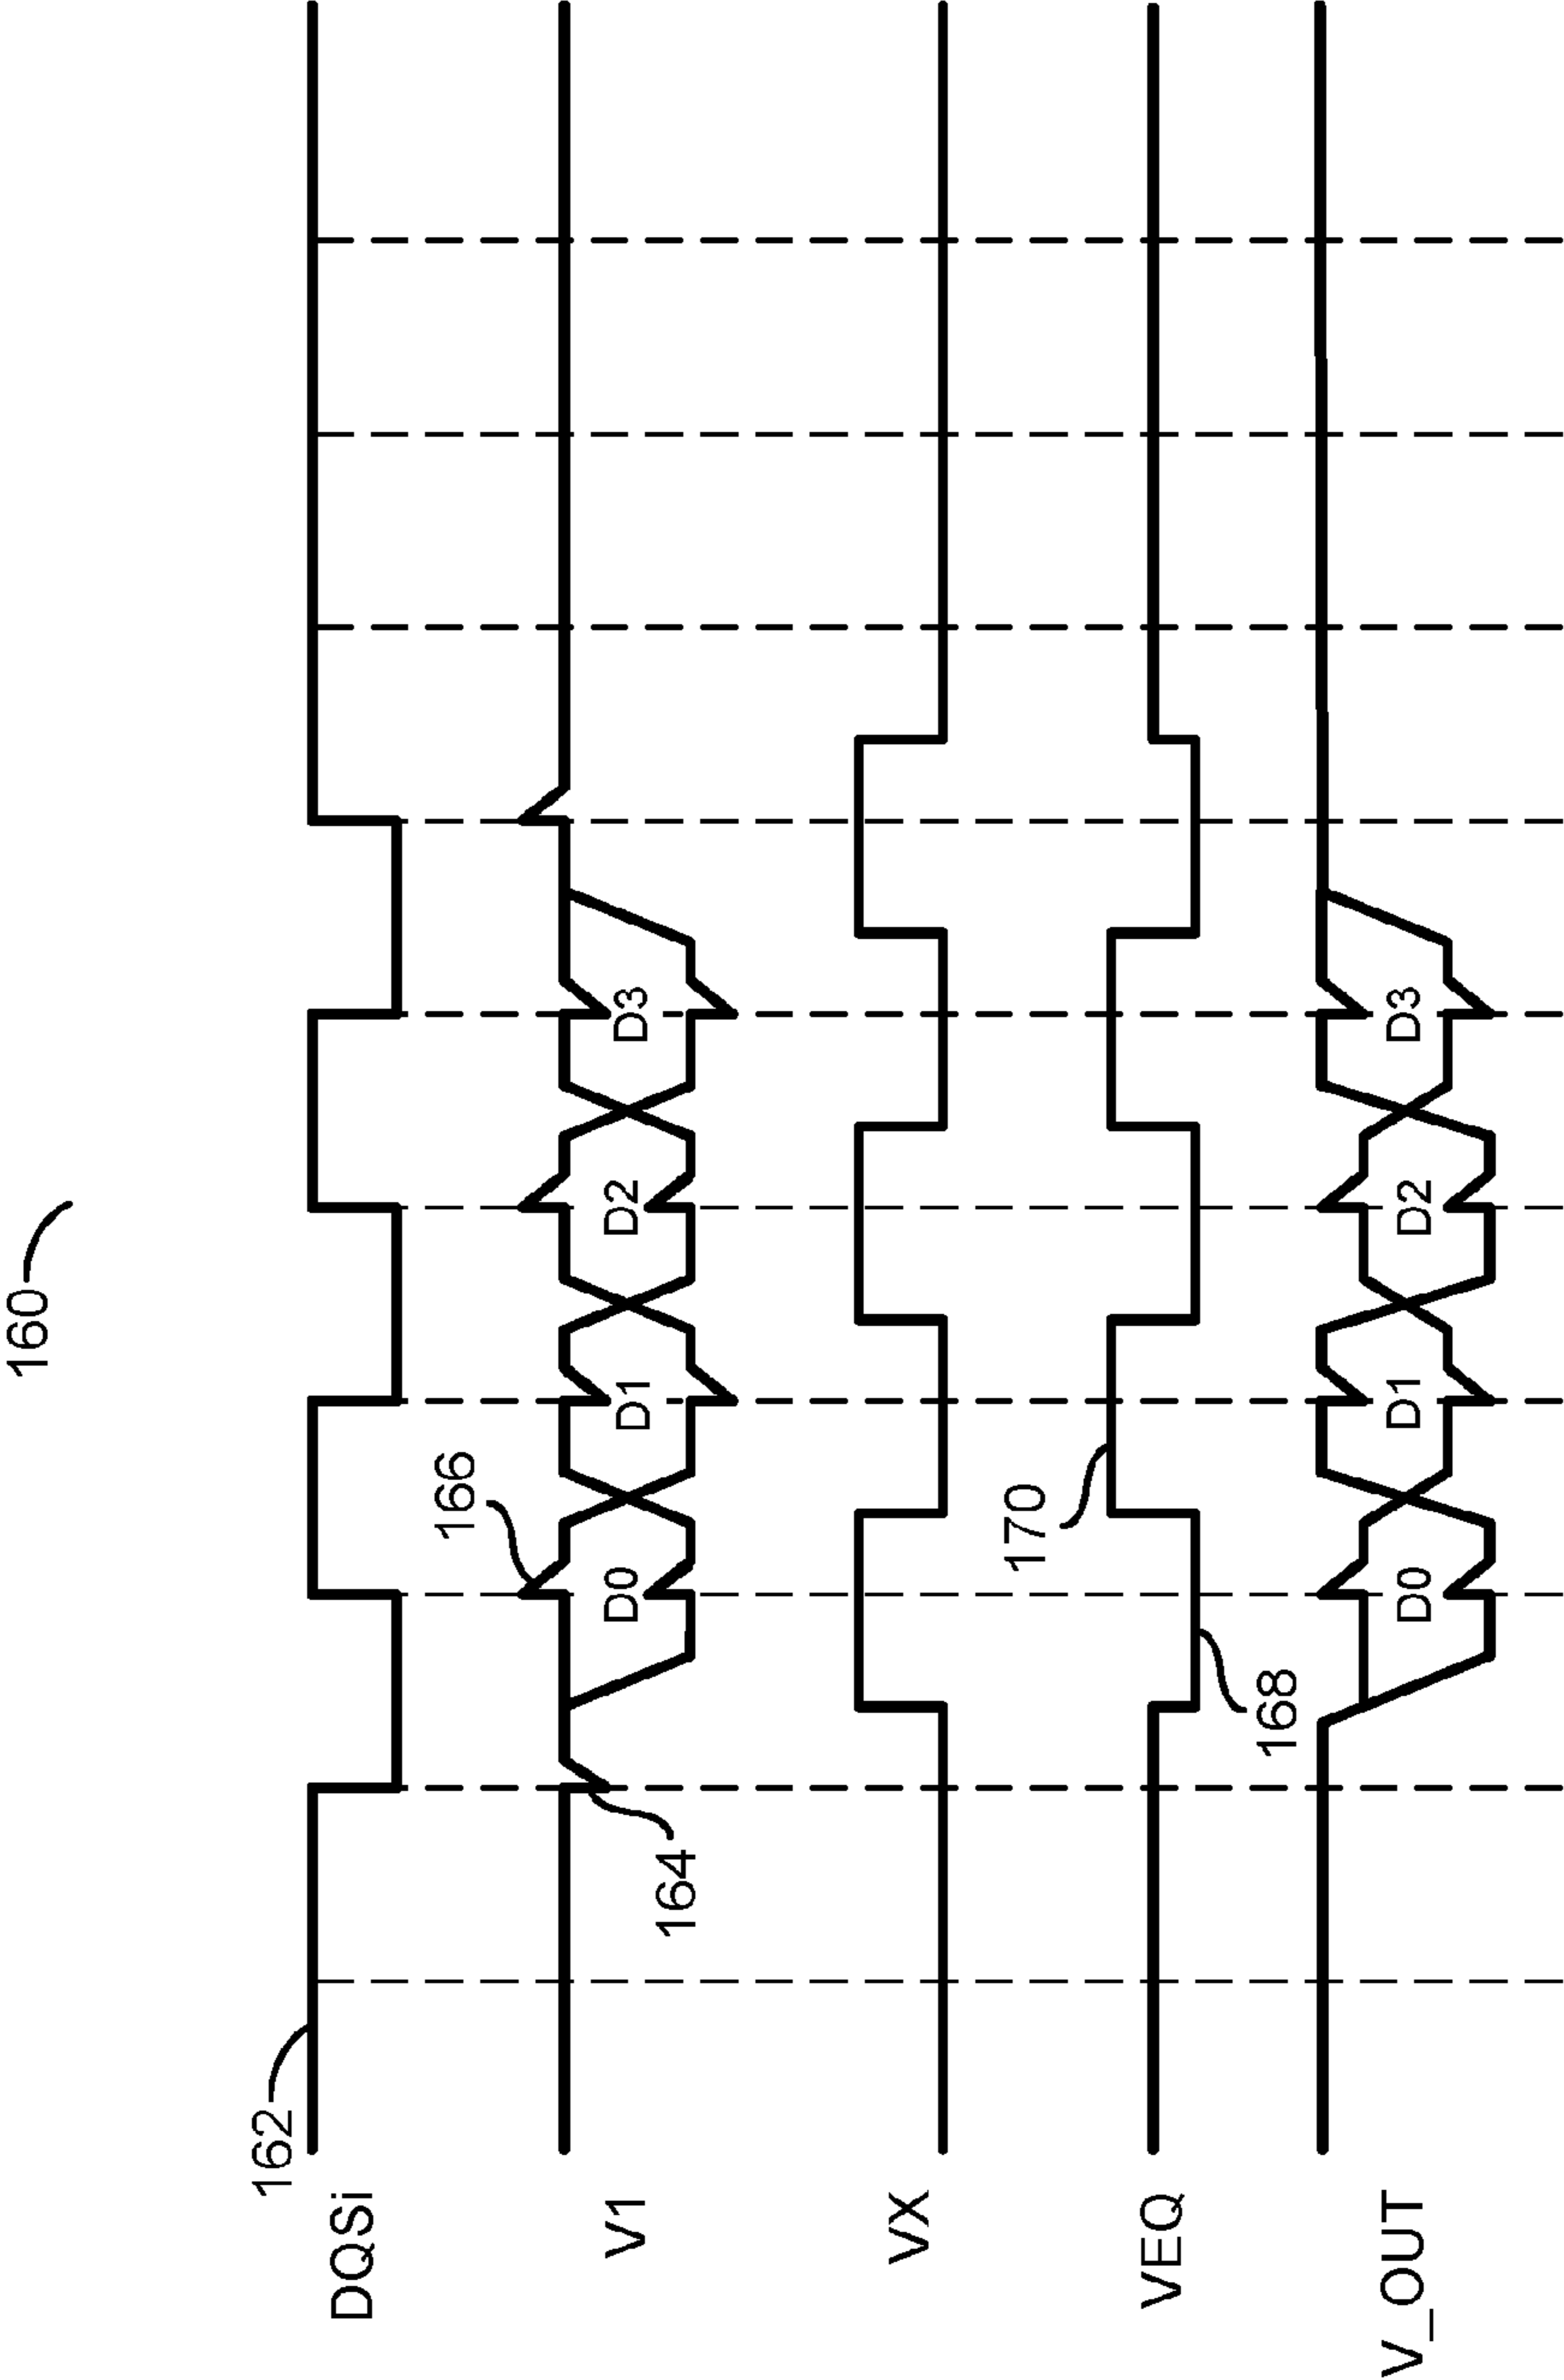 160
162
DQSi
166
V1
D0
D1
D2
D3
164
VX
170
VEQ
168
V_OUT
D0
D1
D2
D3